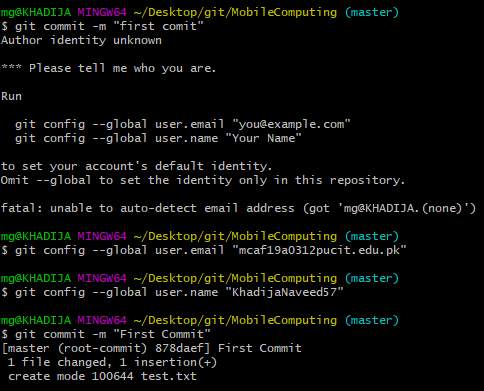 mg@KHADIJA MINGW64 ~/Desktop/git/MobileComputing (master)
$ git commit -m "first comit"
Author identity unknown
*** Please tell me who you are.
Run
git config --global user.email "you@example.com"
git config --global user.name "Your Name"
to set your account's default identity.
Omit --global to set the identity only in this repository.
fatal: unable to auto-detect email address (got 'mg@KHADIJA.(none)')
mg@KHADIJA MINGW64 ~/Desktop/git/MobileComputing (master)
$ git config --global user.email "mcaf19a0312pucit.edu.pk"
mg@KHADIJA MINGW64 ~/Desktop/git/MobileComputing (master)
$ git config --global user.name "KhadijaNaveed57"
mg@KHADIJA MINGW64 ~/Desktop/git/MobileComputing (master)
$ git commit -m "First Commit"
[master (root-commit) 878daef] First Commit
1 file changed, 1 insertion(+)
create mode 100644 test.txt